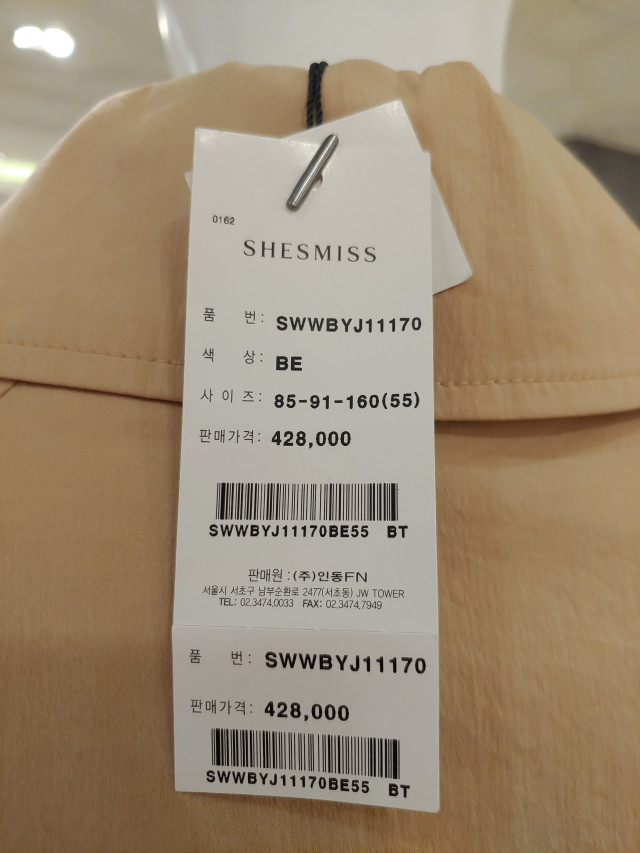 0162
SHESMISS
품 번: SWWBYJ11170
색 상: BE
사 이 즈: 85-91-160(55)
판매가격: 428,000
SWWBYJ11170BE55 BT
판매원 : (주)인동FN
서울시 서초구 남부순환로 2477(서초동) JW TOWER
TEL: 02.3474.0033 FAX: 02.3474.7949
품 번: SWWBYJ11170
판매가격: 428,000
SWWBYJ11170BE55 BT